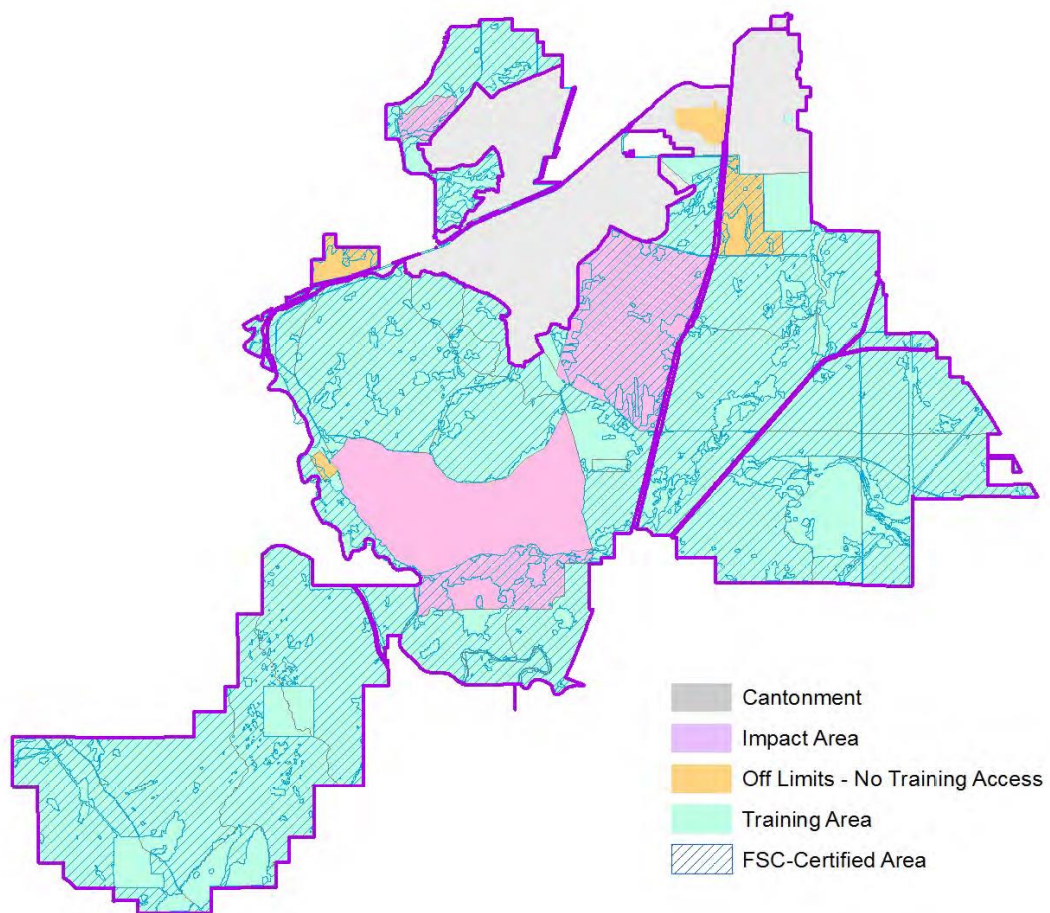 Cantonment
Impact Area
Off Limits - No Training Access
Training Area
FSC-Certified Area